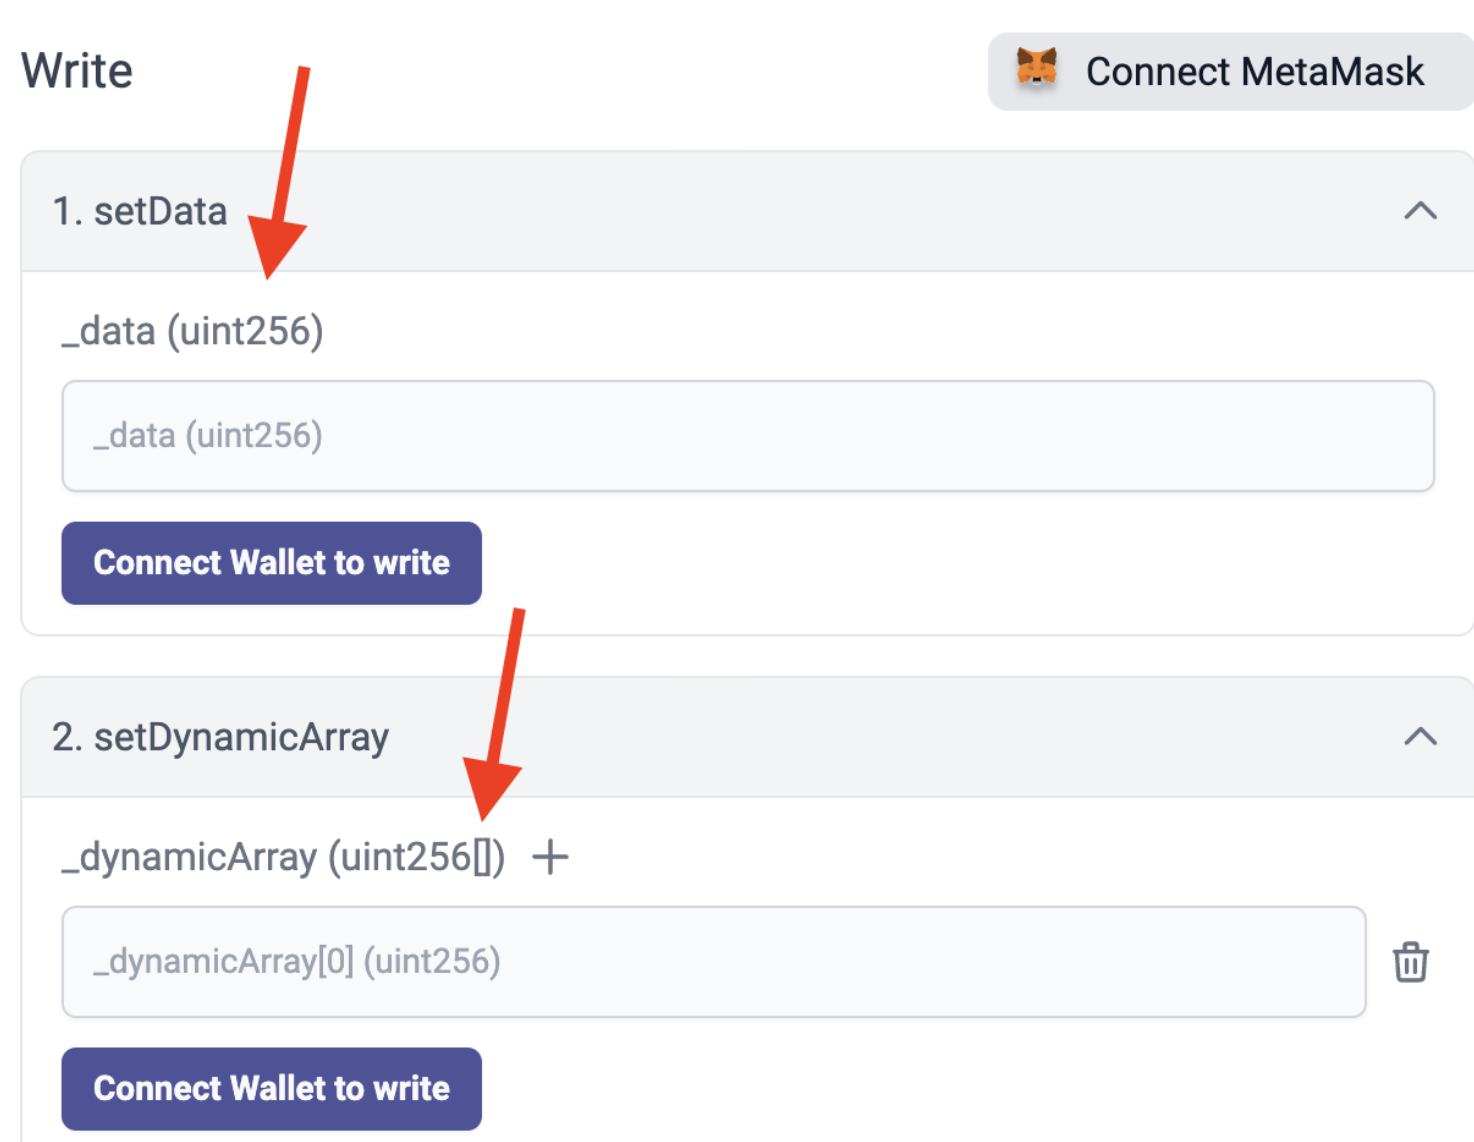 Write
Connect MetaMask
1. setData
_data (uint256)
_data (uint256)
Connect Wallet to write
2. setDynamicArray
_dynamicArray (uint256[]) +
_dynamicArray[0] (uint256)
Connect Wallet to write